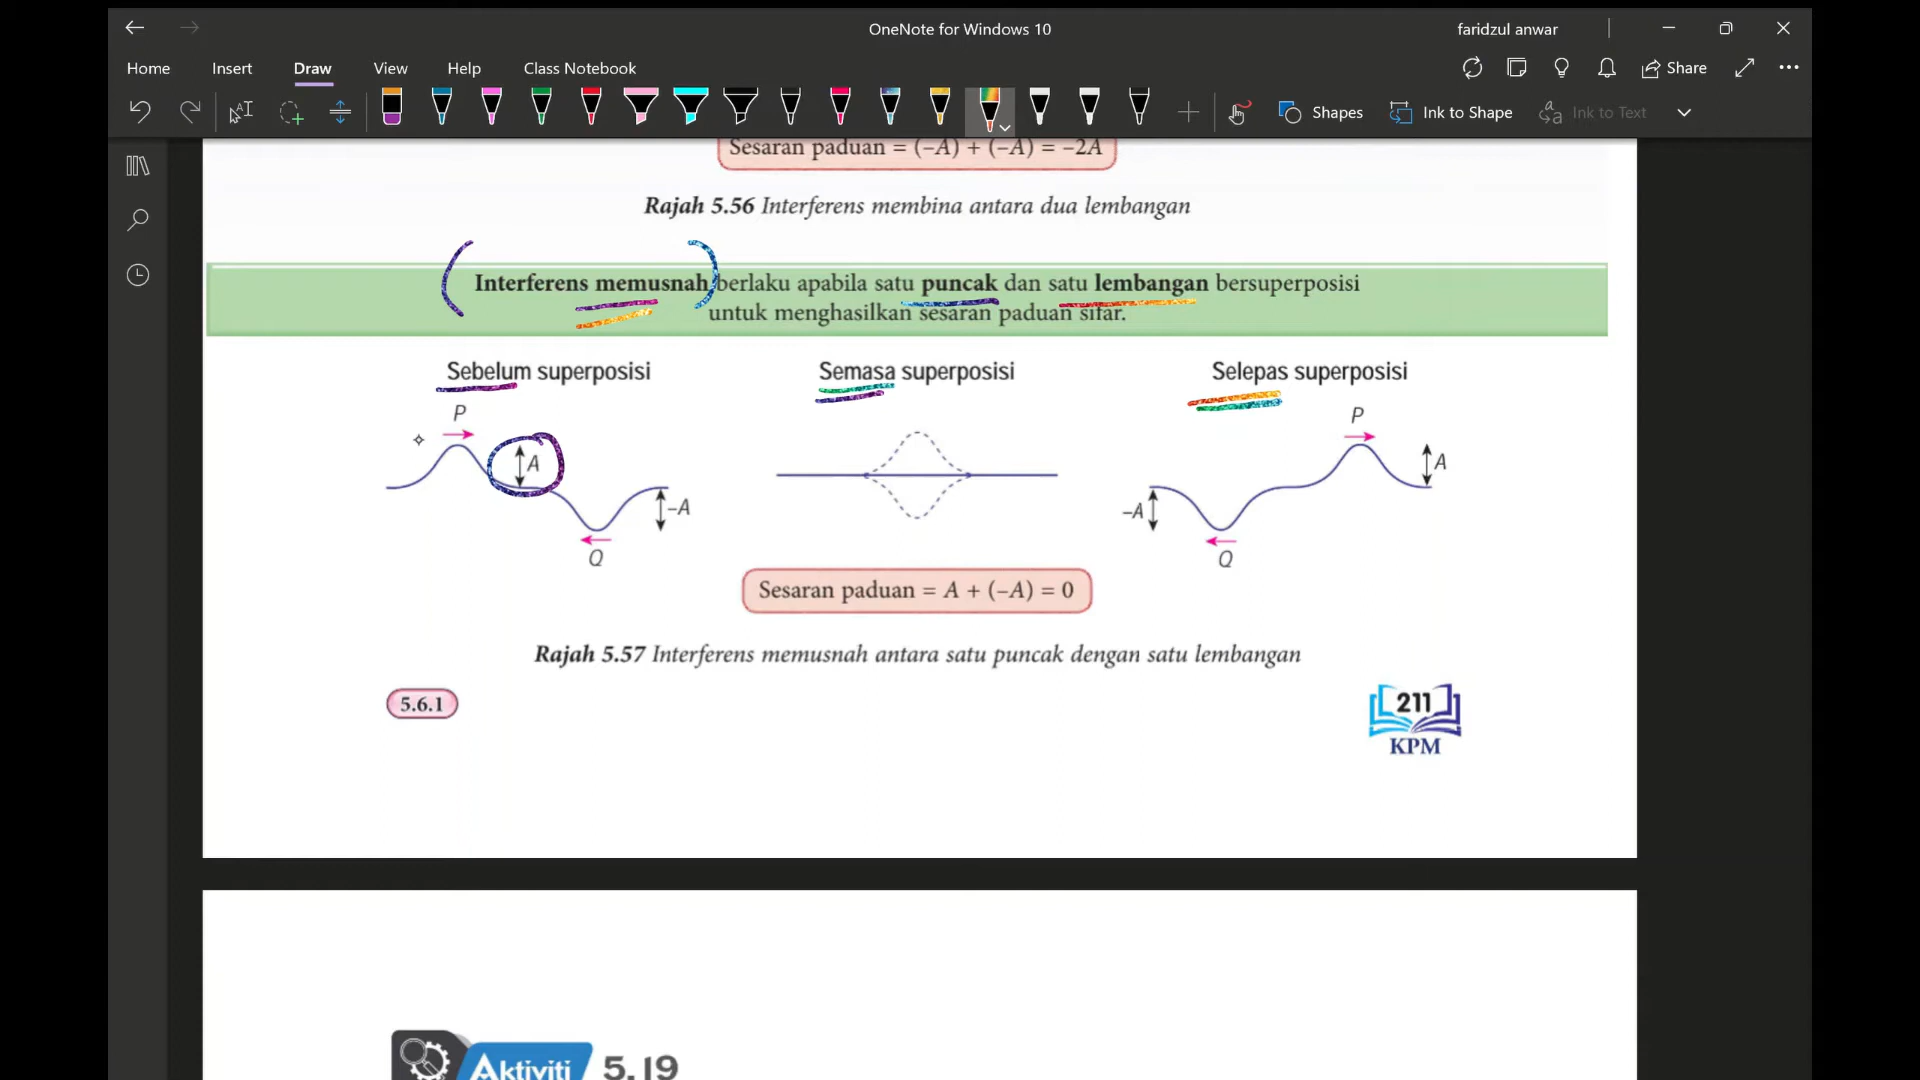 OneNote for Windows 10
faridzul anwar
Home Insert Draw View Help Class Notebook
Share
Shapes
Ink to Shape
Ink to Text
Sesaran paduan = (–A) + (–A) = –2A
Rajah 5.56 Interferens membina antara dua lembangan
Interferens memusnah berlaku apabila satu puncak dan satu lembangan bersuperposisi
untuk menghasilkan sesaran paduan sifar.
Sebelum superposisi
Semasa superposisi
Selepas superposisi
P
A
–A
Q
P
A
–A
Q
Sesaran paduan = A + (–A) = 0
Rajah 5.57 Interferens memusnah antara satu puncak dengan satu lembangan
5.6.1
211
KPM
Aktiviti 5.19